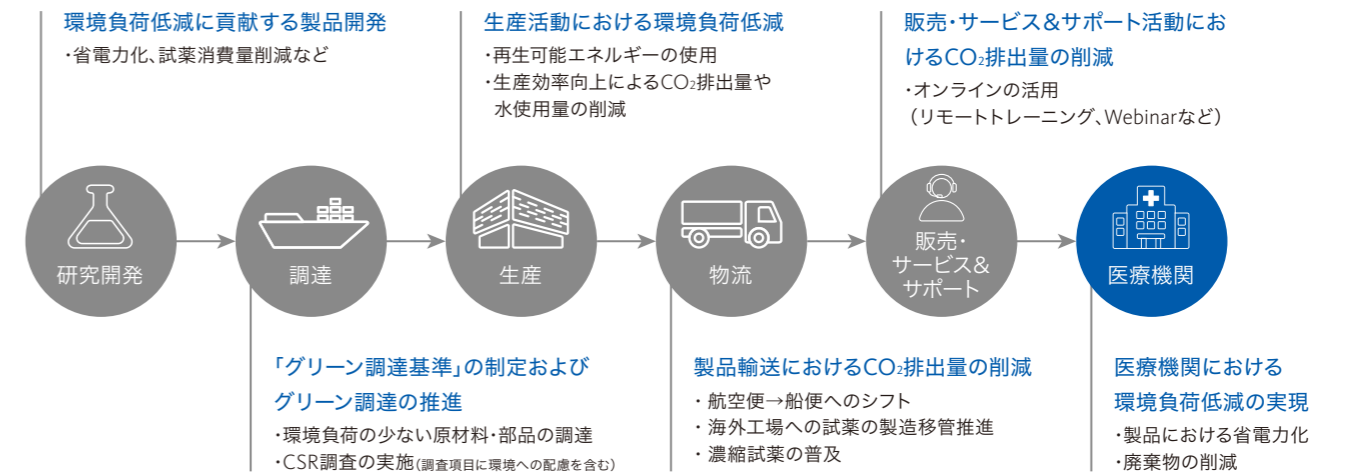 環境負荷低減に貢献する製品開発
・省電力化、試薬消費量削減など
生産活動における環境負荷低減
・再生可能エネルギーの使用
・生産効率向上によるCO₂排出量や
水使用量の削減
販売・サービス&サポート活動にお
けるCO₂排出量の削減
・オンラインの活用
（リモートトレーニング、Webinarなど）
研究開発
調達
生産
物流
販売・
サービス&
サポート
医療機関
「グリーン調達基準」の制定および
グリーン調達の推進
・環境負荷の少ない原材料・部品の調達
・CSR調査の実施（調査項目に環境への配慮を含む）
製品輸送におけるCO₂排出量の削減
・航空便→船便へのシフト
・海外工場への試薬の製造移管推進
・濃縮試薬の普及
医療機関における
環境負荷低減の実現
・製品における省電力化
・廃棄物の削減